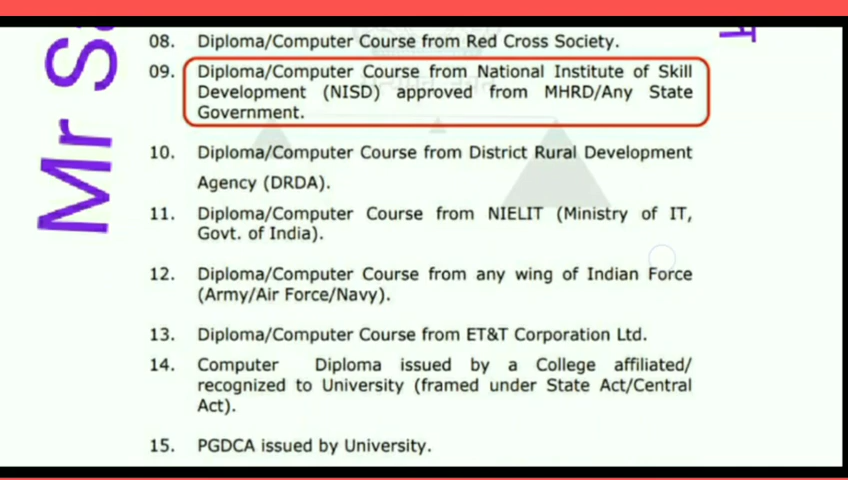 08. Diploma/Computer Course from Red Cross Society.
09. Diploma/Computer Course from National Institute of Skill
Development (NISD) approved from MHRD/Any State
Government.
10. Diploma/Computer Course from District Rural Development
Agency (DRDA).
11. Diploma/Computer Course from NIELIT (Ministry of IT,
Govt. of India).
12. Diploma/Computer Course from any wing of Indian Force
(Army/Air Force/Navy).
13. Diploma/Computer Course from ET&T Corporation Ltd.
14. Computer Diploma issued by a College affiliated/
recognized to University (framed under State Act/Central
Act).
15. PGDCA issued by University.
Mr